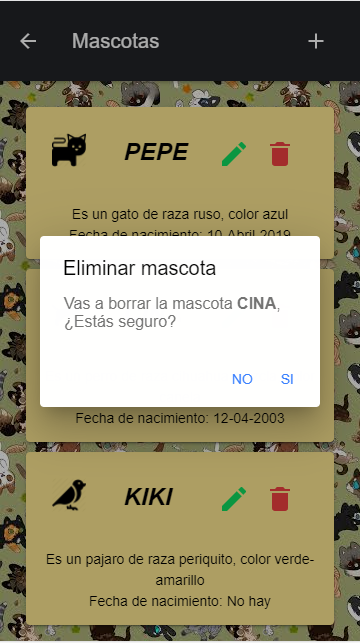 Mascotas
PEPE
Es un gato de raza ruso, color azul
Fecha de nacimiento: 10-Abril-2019
Eliminar mascota
Vas a borrar la mascota CINA,
¿Estás seguro?
NO SI
Fecha de nacimiento: 12-04-2003
KIKI
Es un pajaro de raza periquito, color verde-
amarillo
Fecha de nacimiento: No hay